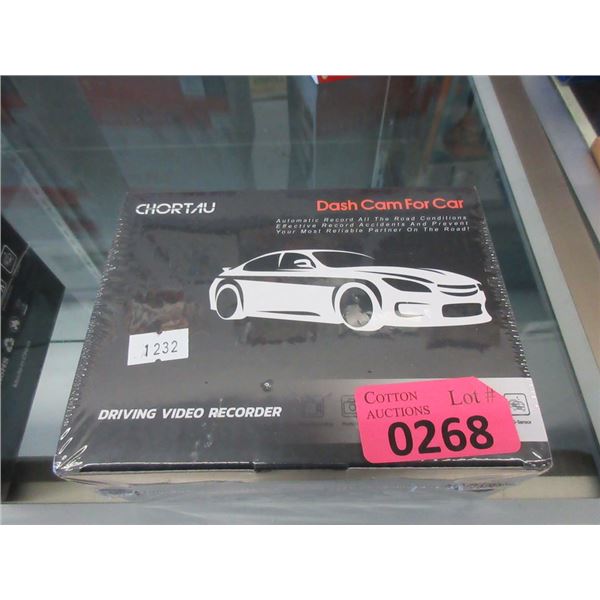 CHORTAU
Dash Cam For Car
Automatic Record All The Road Conditions
Effective Record Accidents And Prevent
Your Most Reliable Partner On The Road!
1232
DRIVING VIDEO RECORDER
COTTON
AUCTIONS
Lot #
0268